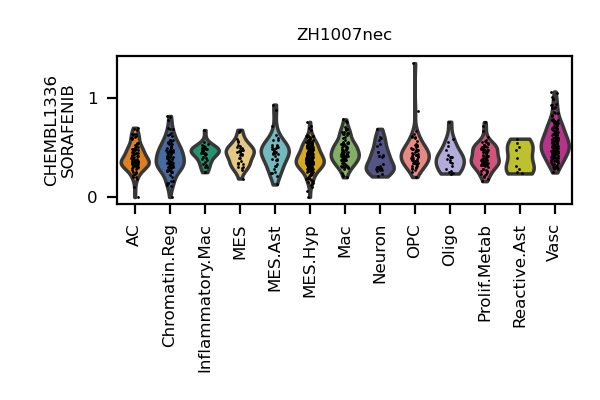 ZH1007nec
CHEMBL1336
SORAFENIB
1
0
AC
Chromatin.Reg
Inflammatory.Mac
MES
MES.Ast
MES.Hyp
Mac
Neuron
OPC
Oligo
Prolif.Metab
Reactive.Ast
Vasc